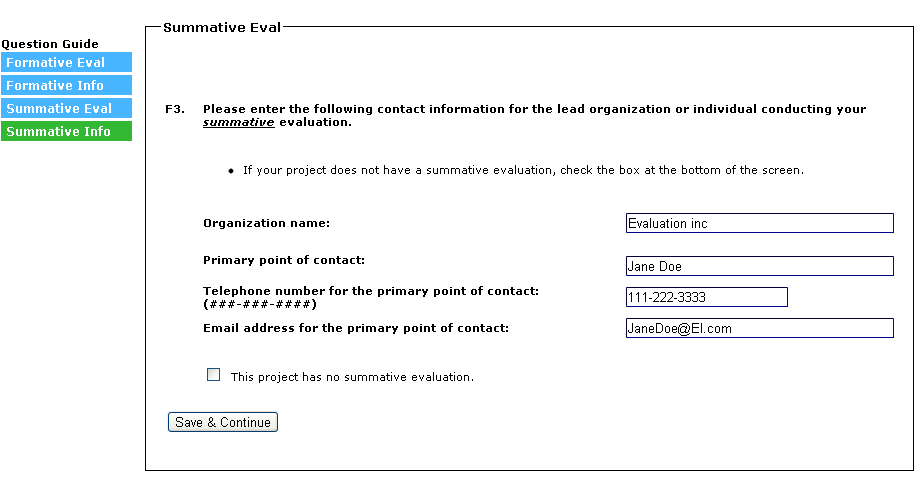 Summative Eval
Question Guide
Formative Eval
Formative Info
Summative Eval
Summative Info
F3. Please enter the following contact information for the lead organization or individual conducting your
summative evaluation.
• If your project does not have a summative evaluation, check the box at the bottom of the screen.
Organization name: Evaluation inc
Primary point of contact: Jane Doe
Telephone number for the primary point of contact:
(###-###-####) 111-222-3333
Email address for the primary point of contact: JaneDoe@EI.com
This project has no summative evaluation.
Save & Continue